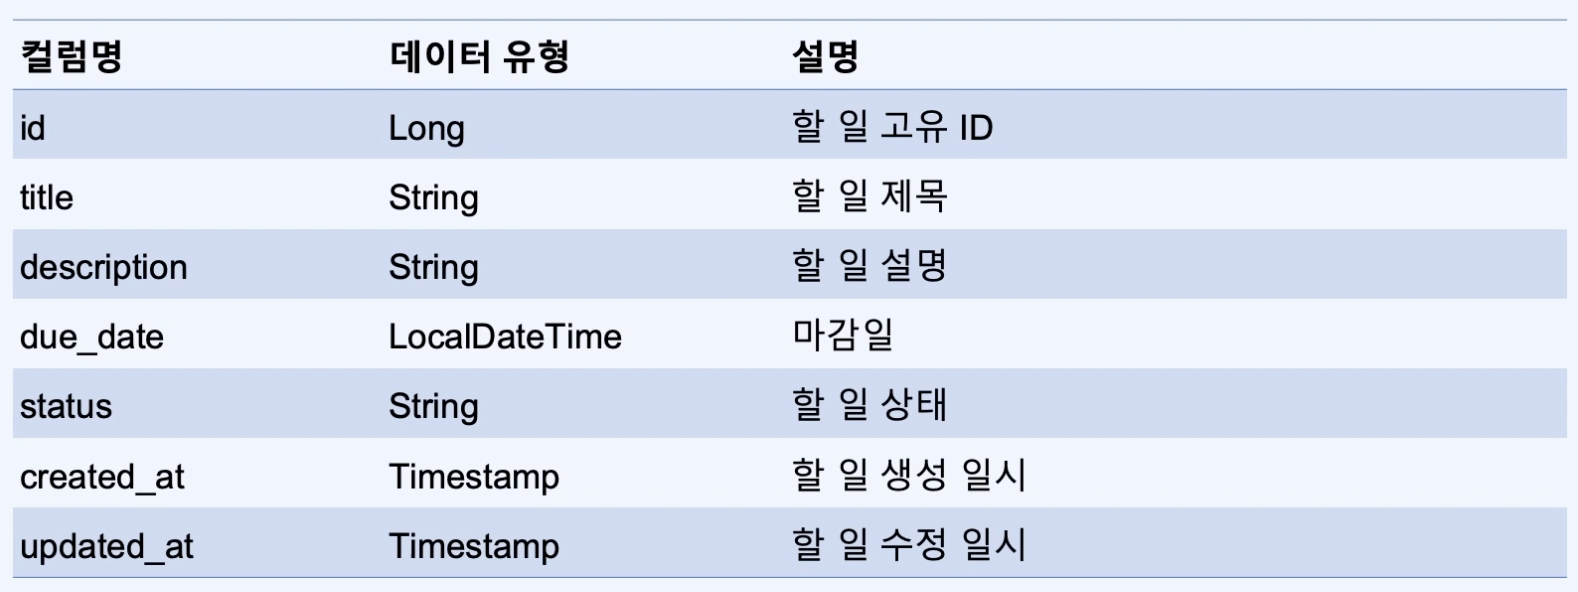 컬럼명 데이터 유형 설명
id Long 할 일 고유 ID
title String 할 일 제목
description String 할 일 설명
due_date LocalDateTime 마감일
status String 할 일 상태
created_at Timestamp 할 일 생성 일시
updated_at Timestamp 할 일 수정 일시